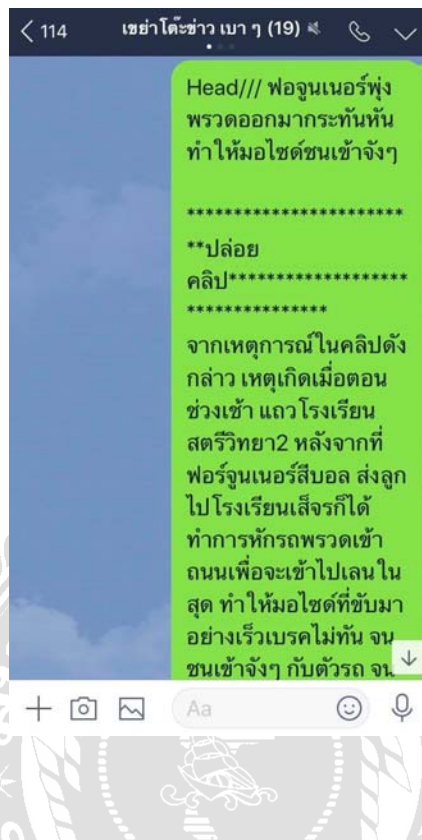 114 เขย่าโต๊ะข่าว เบา ๆ (19)
Head/// ฟอจูนเนอร์พุ่ง
พรวดออกมากระทันหัน
ทำให้มอไซด์ชนเข้าจังๆ
***********************
**ปล่อย
คลิป*******************
***************
จากเหตุการณ์ในคลิปดัง
กล่าว เหตุเกิดเมื่อตอน
ช่วงเช้า แถวโรงเรียน
สตรีวิทยา2 หลังจากที่
ฟอร์จูนเนอร์สีบอล ส่งลูก
ไปโรงเรียนเส็จรก็ได้
ทำการหักรถพรวดเข้า
ถนนเพื่อจะเข้าไปเลนใน
สุด ทำให้มอไซด์ที่ขับมา
อย่างเร็วเบรคไม่ทัน จน
ชนเข้าจังๆ กับตัวรถ จน
Aa